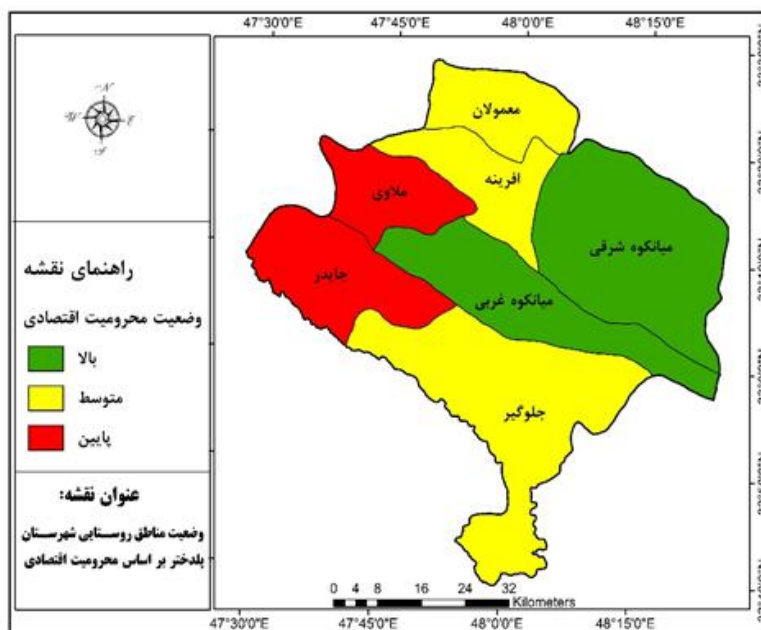 47°30'0"E 47°45'0"E 48°0'0"E 48°15'0"E
N
W
E
S
معمولان
افرینه
ملاوی
میانکوه شرقی
جایدر
میانکوه غربی
جلوگیر
راهنمای نقشه
وضعیت محرومیت اقتصادی
بالا
متوسط
پایین
عنوان نقشه:
وضعیت مناطق روستایی شهرستان
پلدختر بر اساس محرومیت اقتصادی
0 4 8 16 24 32
Kilometers
47°30'0"E 47°45'0"E 48°0'0"E 48°15'0"E